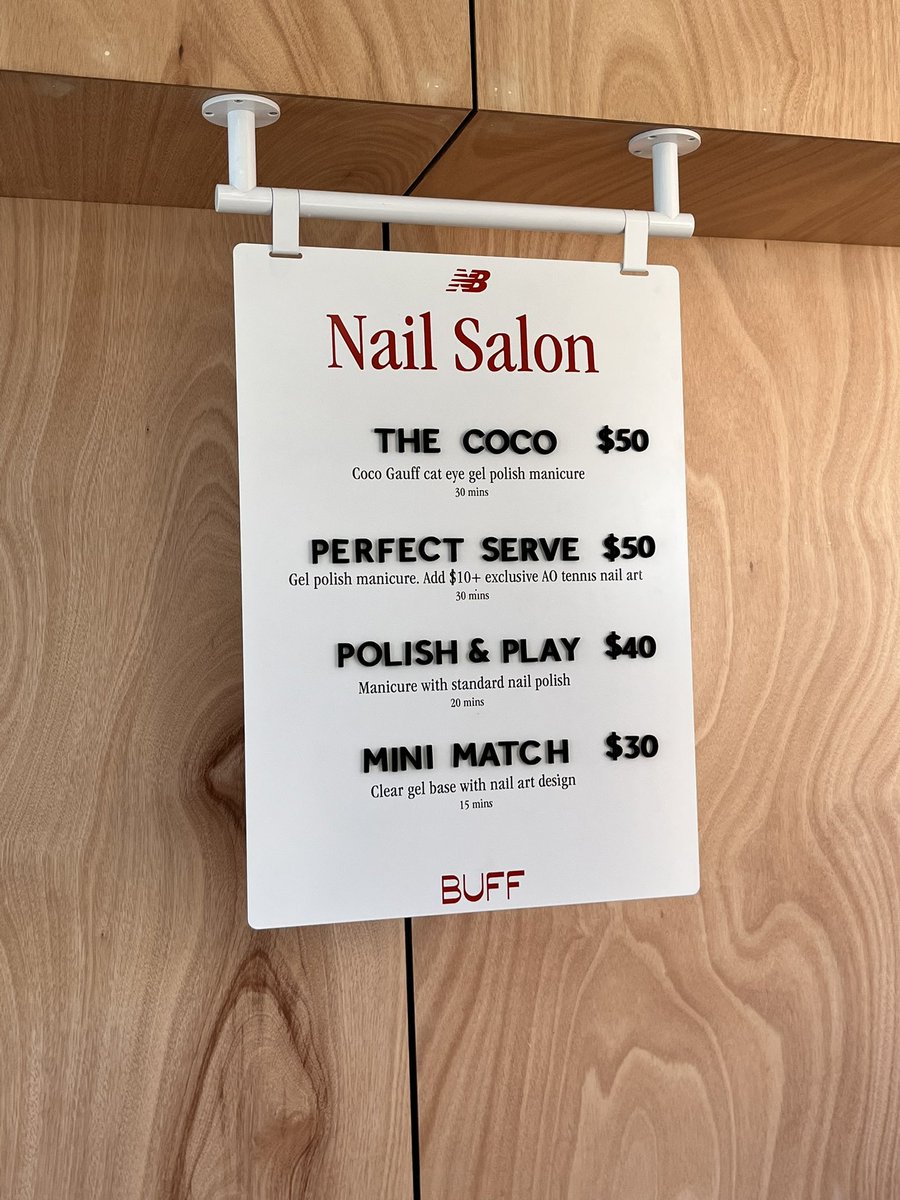 NB
Nail Salon
THE COCO $50
Coco Gauff cat eye gel polish manicure
30 mins
PERFECT SERVE $50
Gel polish manicure. Add $10+ exclusive AO tennis nail art
30 mins
POLISH & PLAY $40
Manicure with standard nail polish
20 mins
MINI MATCH $30
Clear gel base with nail art design
15 mins
BUFF